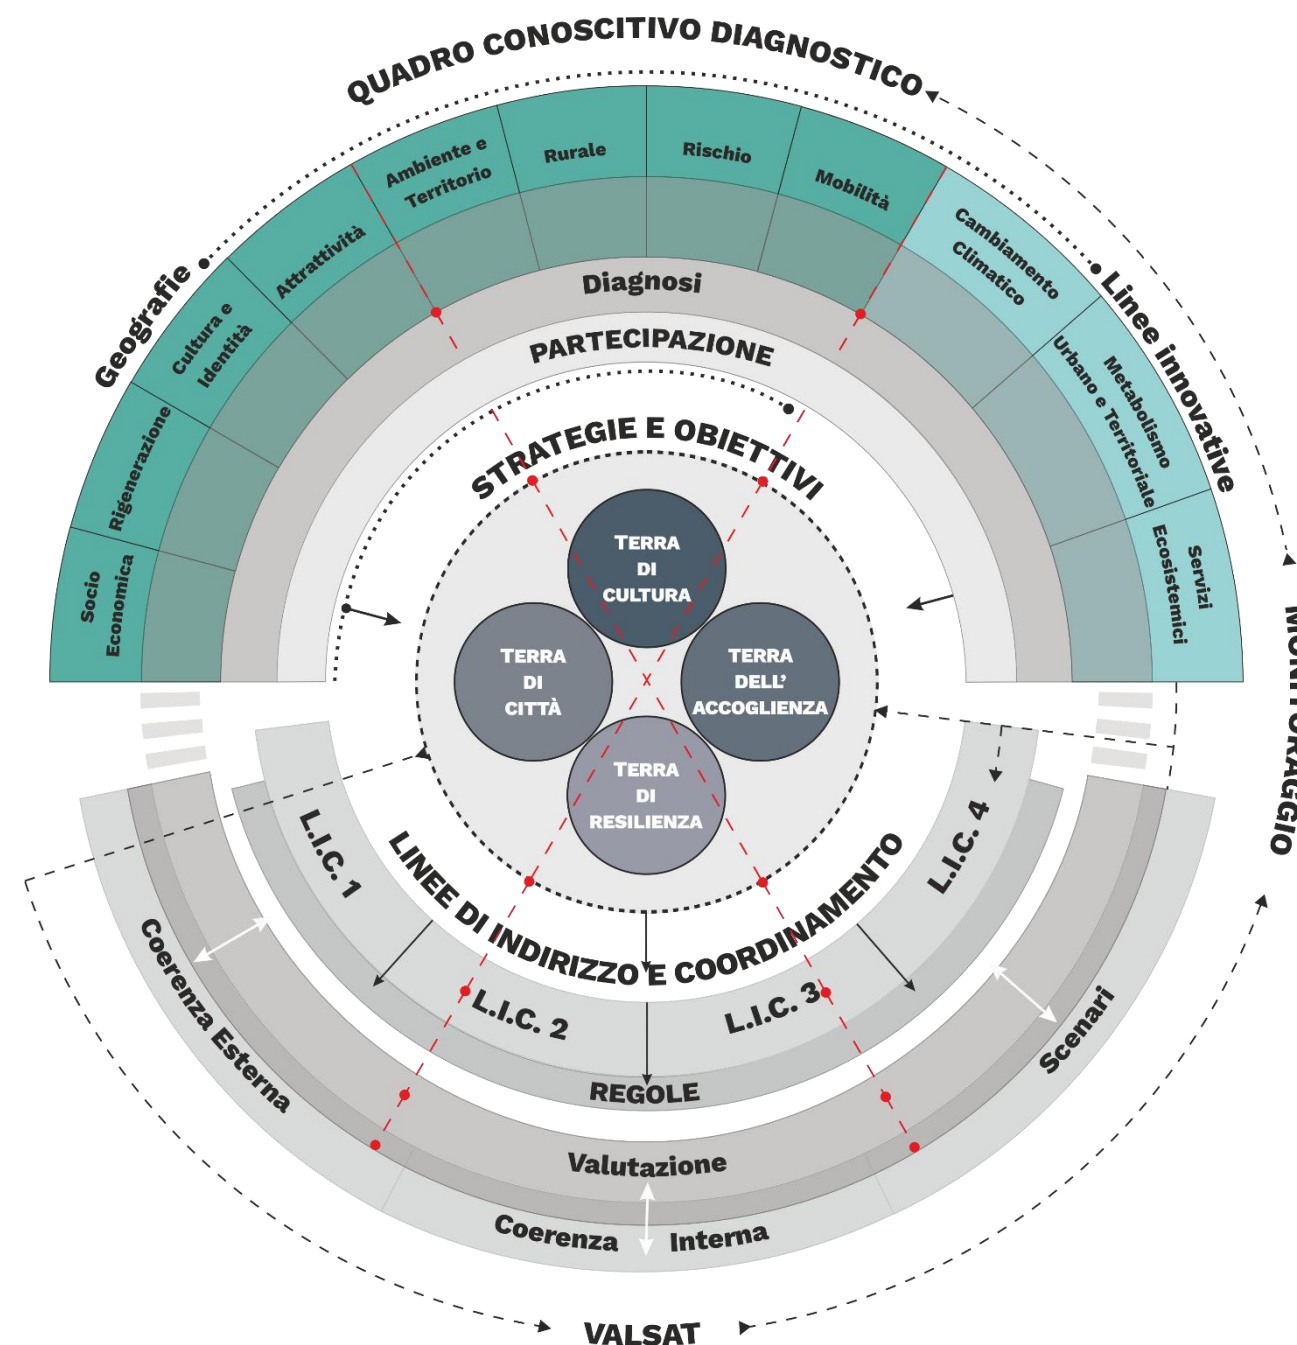 QUADRO CONOSCITIVO DIAGNOSTICO
Geografie
Linee innovative
Socio
Economica
Rigenerazione
Cultura e
Identità
Attrattività
Ambiente e
Territorio
Rurale
Rischio
Mobilità
Cambiamento
Climatico
Metabolismo
Urbano e Territoriale
Servizi
Ecosistemici
Diagnosi
PARTECIPAZIONE
STRATEGIE E OBIETTIVI
TERRA
DI
CULTURA
TERRA
DI
CITTÀ
TERRA
DELL'
ACCOGLIENZA
TERRA
DI
RESILIENZA
MONITORAGGIO
LINEE DI INDIRIZZO E COORDINAMENTO
L.I.C. 1
L.I.C. 2
L.I.C. 3
L.I.C. 4
REGOLE
Valutazione
Coerenza Esterna
Coerenza Interna
Scenari
VALSAT